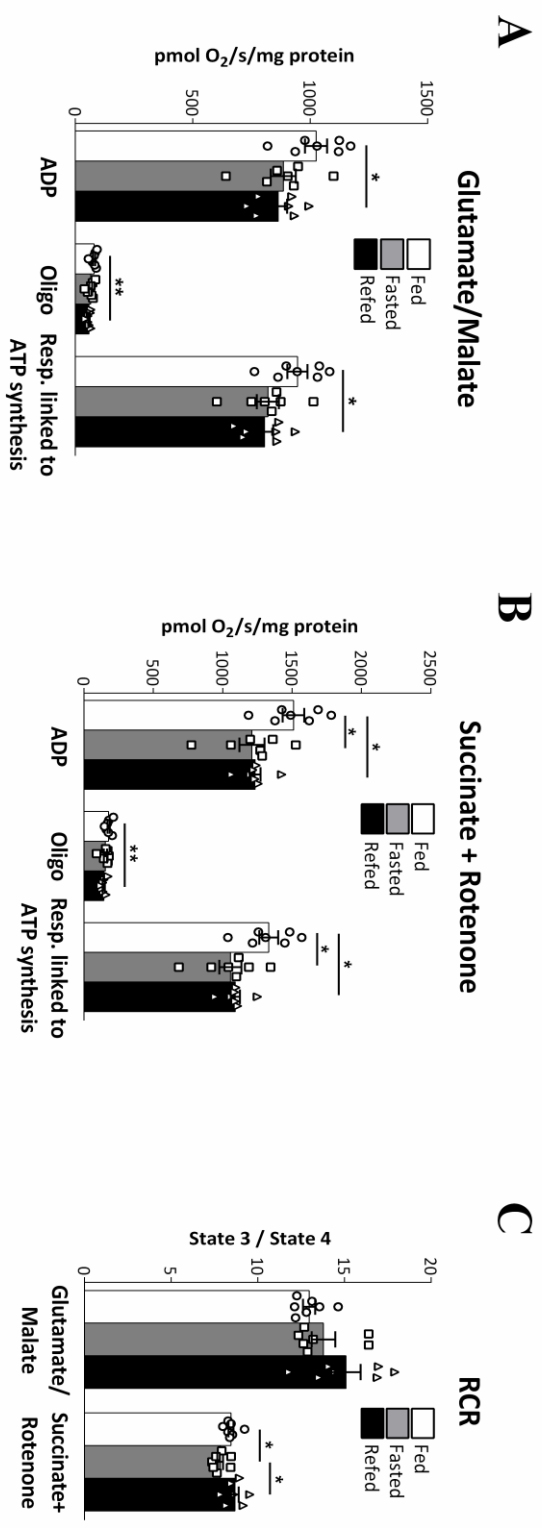 A
Glutamate/Malate
Fed
Fasted
Refed
pmol O₂/s/mg protein
1500
1000
500
0
*
**
*
ADP
Oligo
Resp. linked to
ATP synthesis
B
Succinate + Rotenone
Fed
Fasted
Refed
pmol O₂/s/mg protein
2500
2000
1500
1000
500
0
*
*
**
*
*
ADP
Oligo
Resp. linked to
ATP synthesis
C
RCR
Fed
Fasted
Refed
State 3 / State 4
20
15
10
5
0
*
*
Glutamate/
Malate
Succinate+
Rotenone